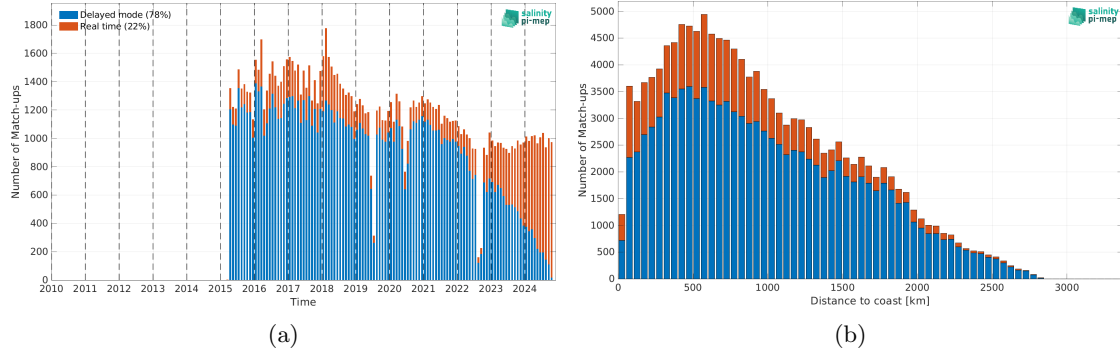 Delayed mode (78%)
Real time (22%)
salinity
pi-mep
1800
1600
1400
1200
1000
800
600
400
200
0
Number of Match-ups
2010 2011 2012 2013 2014 2015 2016 2017 2018 2019 2020 2021 2022 2023 2024
Time
(a)
salinity
pi-mep
5000
4500
4000
3500
3000
2500
2000
1500
1000
500
0
Number of Match-ups
0 500 1000 1500 2000 2500 3000
Distance to coast [km]
(b)